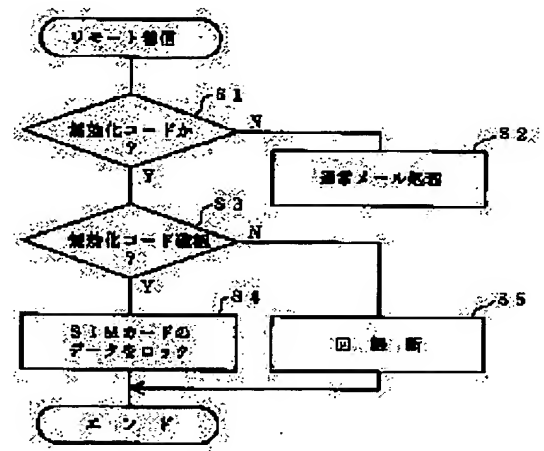 リモート着信
S1
無効化コードか
?
N
S2
Y
通常メール処理
S3
無効化コード確認
?
N
Y
S4
SIMカードの
データをロック
S5
回線断
エンド